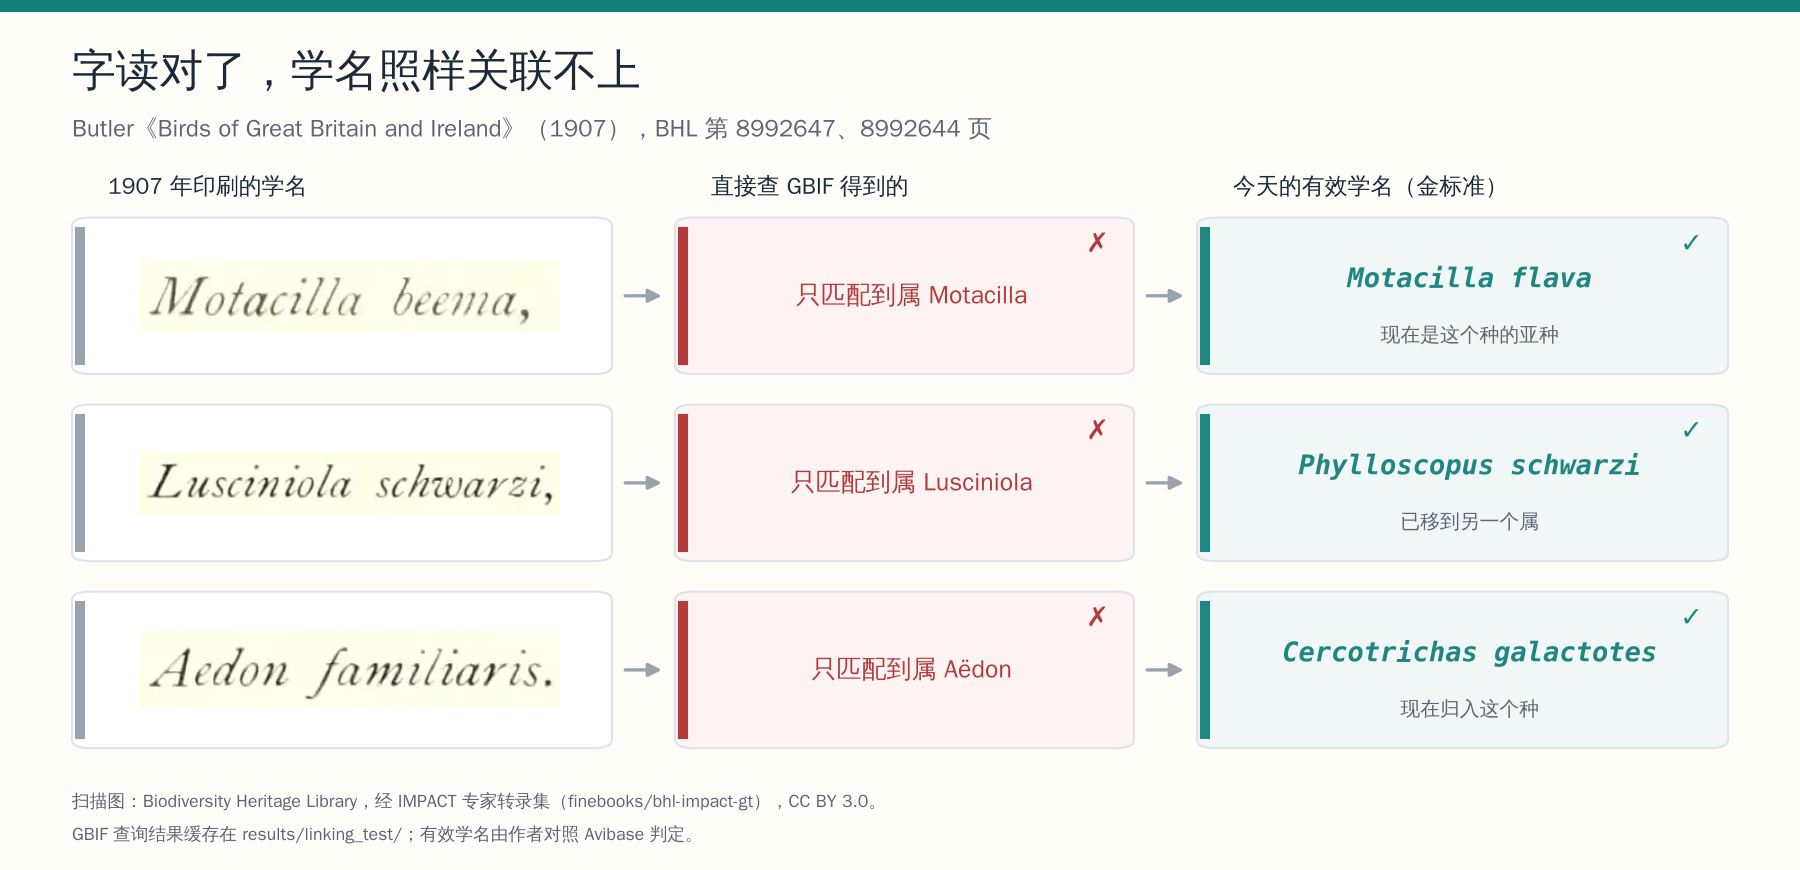 字读对了，学名照样关联不上
Butler《Birds of Great Britain and Ireland》（1907），BHL 第 8992647、8992644 页
1907 年印刷的学名
直接查 GBIF 得到的
今天的有效学名（金标准）
Motacilla beema,
只匹配到属 Motacilla
✗
Motacilla flava
✓
现在是这个种的亚种
Lusciniola schwarzi,
只匹配到属 Lusciniola
✗
Phylloscopus schwarzi
✓
已移到另一个属
Aedon familiaris.
只匹配到属 Aëdon
✗
Cercotrichas galactotes
✓
现在归入这个种
扫描图：Biodiversity Heritage Library，经 IMPACT 专家转录集（finebooks/bhl-impact-gt），CC BY 3.0。
GBIF 查询结果缓存在 results/linking_test/；有效学名由作者对照 Avibase 判定。